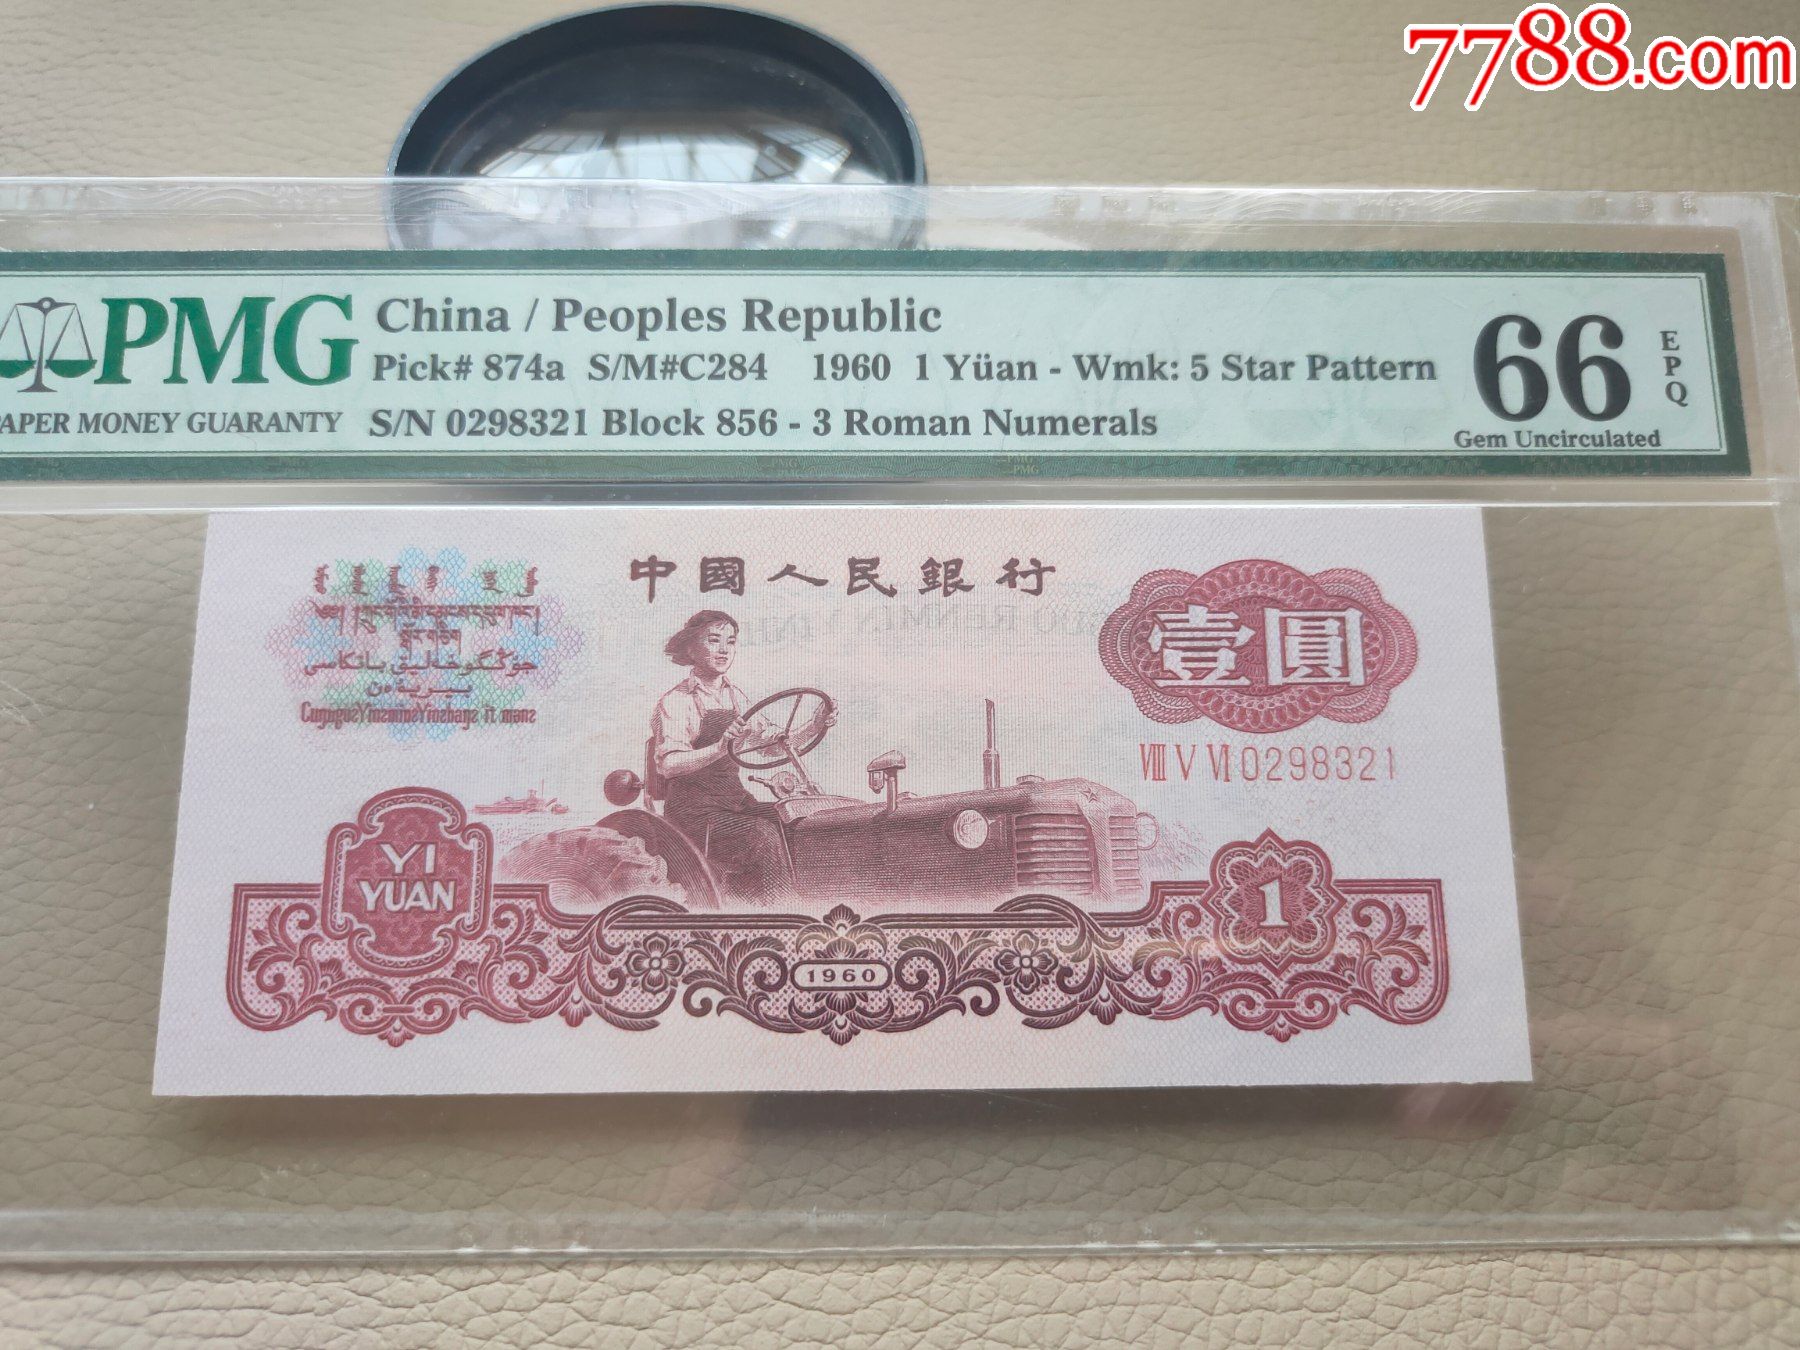 7788.com
PMG
PAPER MONEY GUARANTY
China / Peoples Republic
Pick# 874a S/M#C284 1960 1 Yüan - Wmk: 5 Star Pattern
S/N 0298321 Block 856 - 3 Roman Numerals
66
EPQ
Gem Uncirculated
中國人民銀行
壹圓
VIII V VI 0298321
YI
YUAN
1960
1